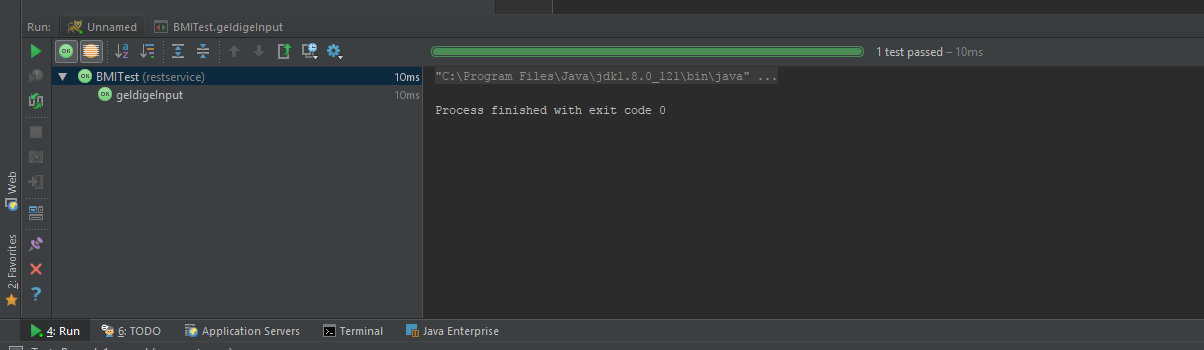 Run: Unnamed BMITest.geldigeInput
1 test passed – 10ms
BMITest (restservice) 10ms
geldigeInput 10ms
"C:\Program Files\Java\jdk1.8.0_121\bin\java" ...
Process finished with exit code 0
Web
2: Favorites
4: Run 6: TODO Application Servers Terminal Java Enterprise